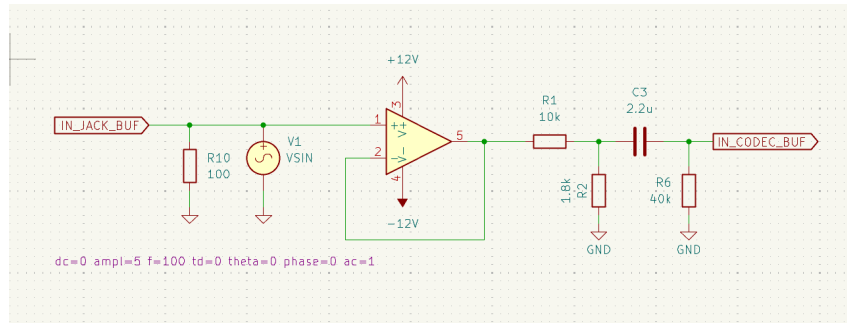 +12V
C3
2.2u
R1
10k
IN_JACK_BUF
1
+
3
V+
5
V1
VSIN
R10
100
2
-
V-
4
IN_CODEC_BUF
1.8k
R2
R6
40k
-12V
GND
GND
dc=0 ampl=5 f=100 td=0 theta=0 phase=0 ac=1